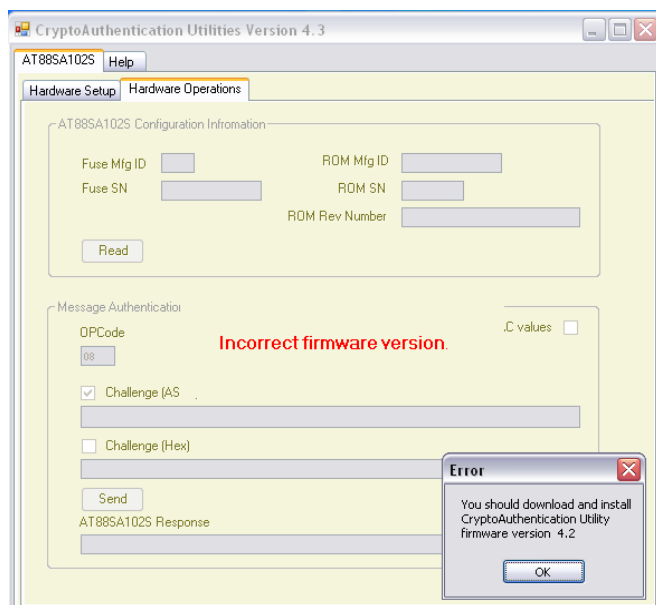 CryptoAuthentication Utilities Version 4.3
AT88SA102S Help
Hardware Setup Hardware Operations
AT88SA102S Configuration Infromation
Fuse Mfg ID ROM Mfg ID
Fuse SN ROM SN
ROM Rev Number
Read
Message Authentication
OPCode .C values
Incorrect firmware version.
08
Challenge (AS .
Challenge (Hex)
Send
AT88SA102S Response
Error
You should download and install
CryptoAuthentication Utility
firmware version 4.2
OK